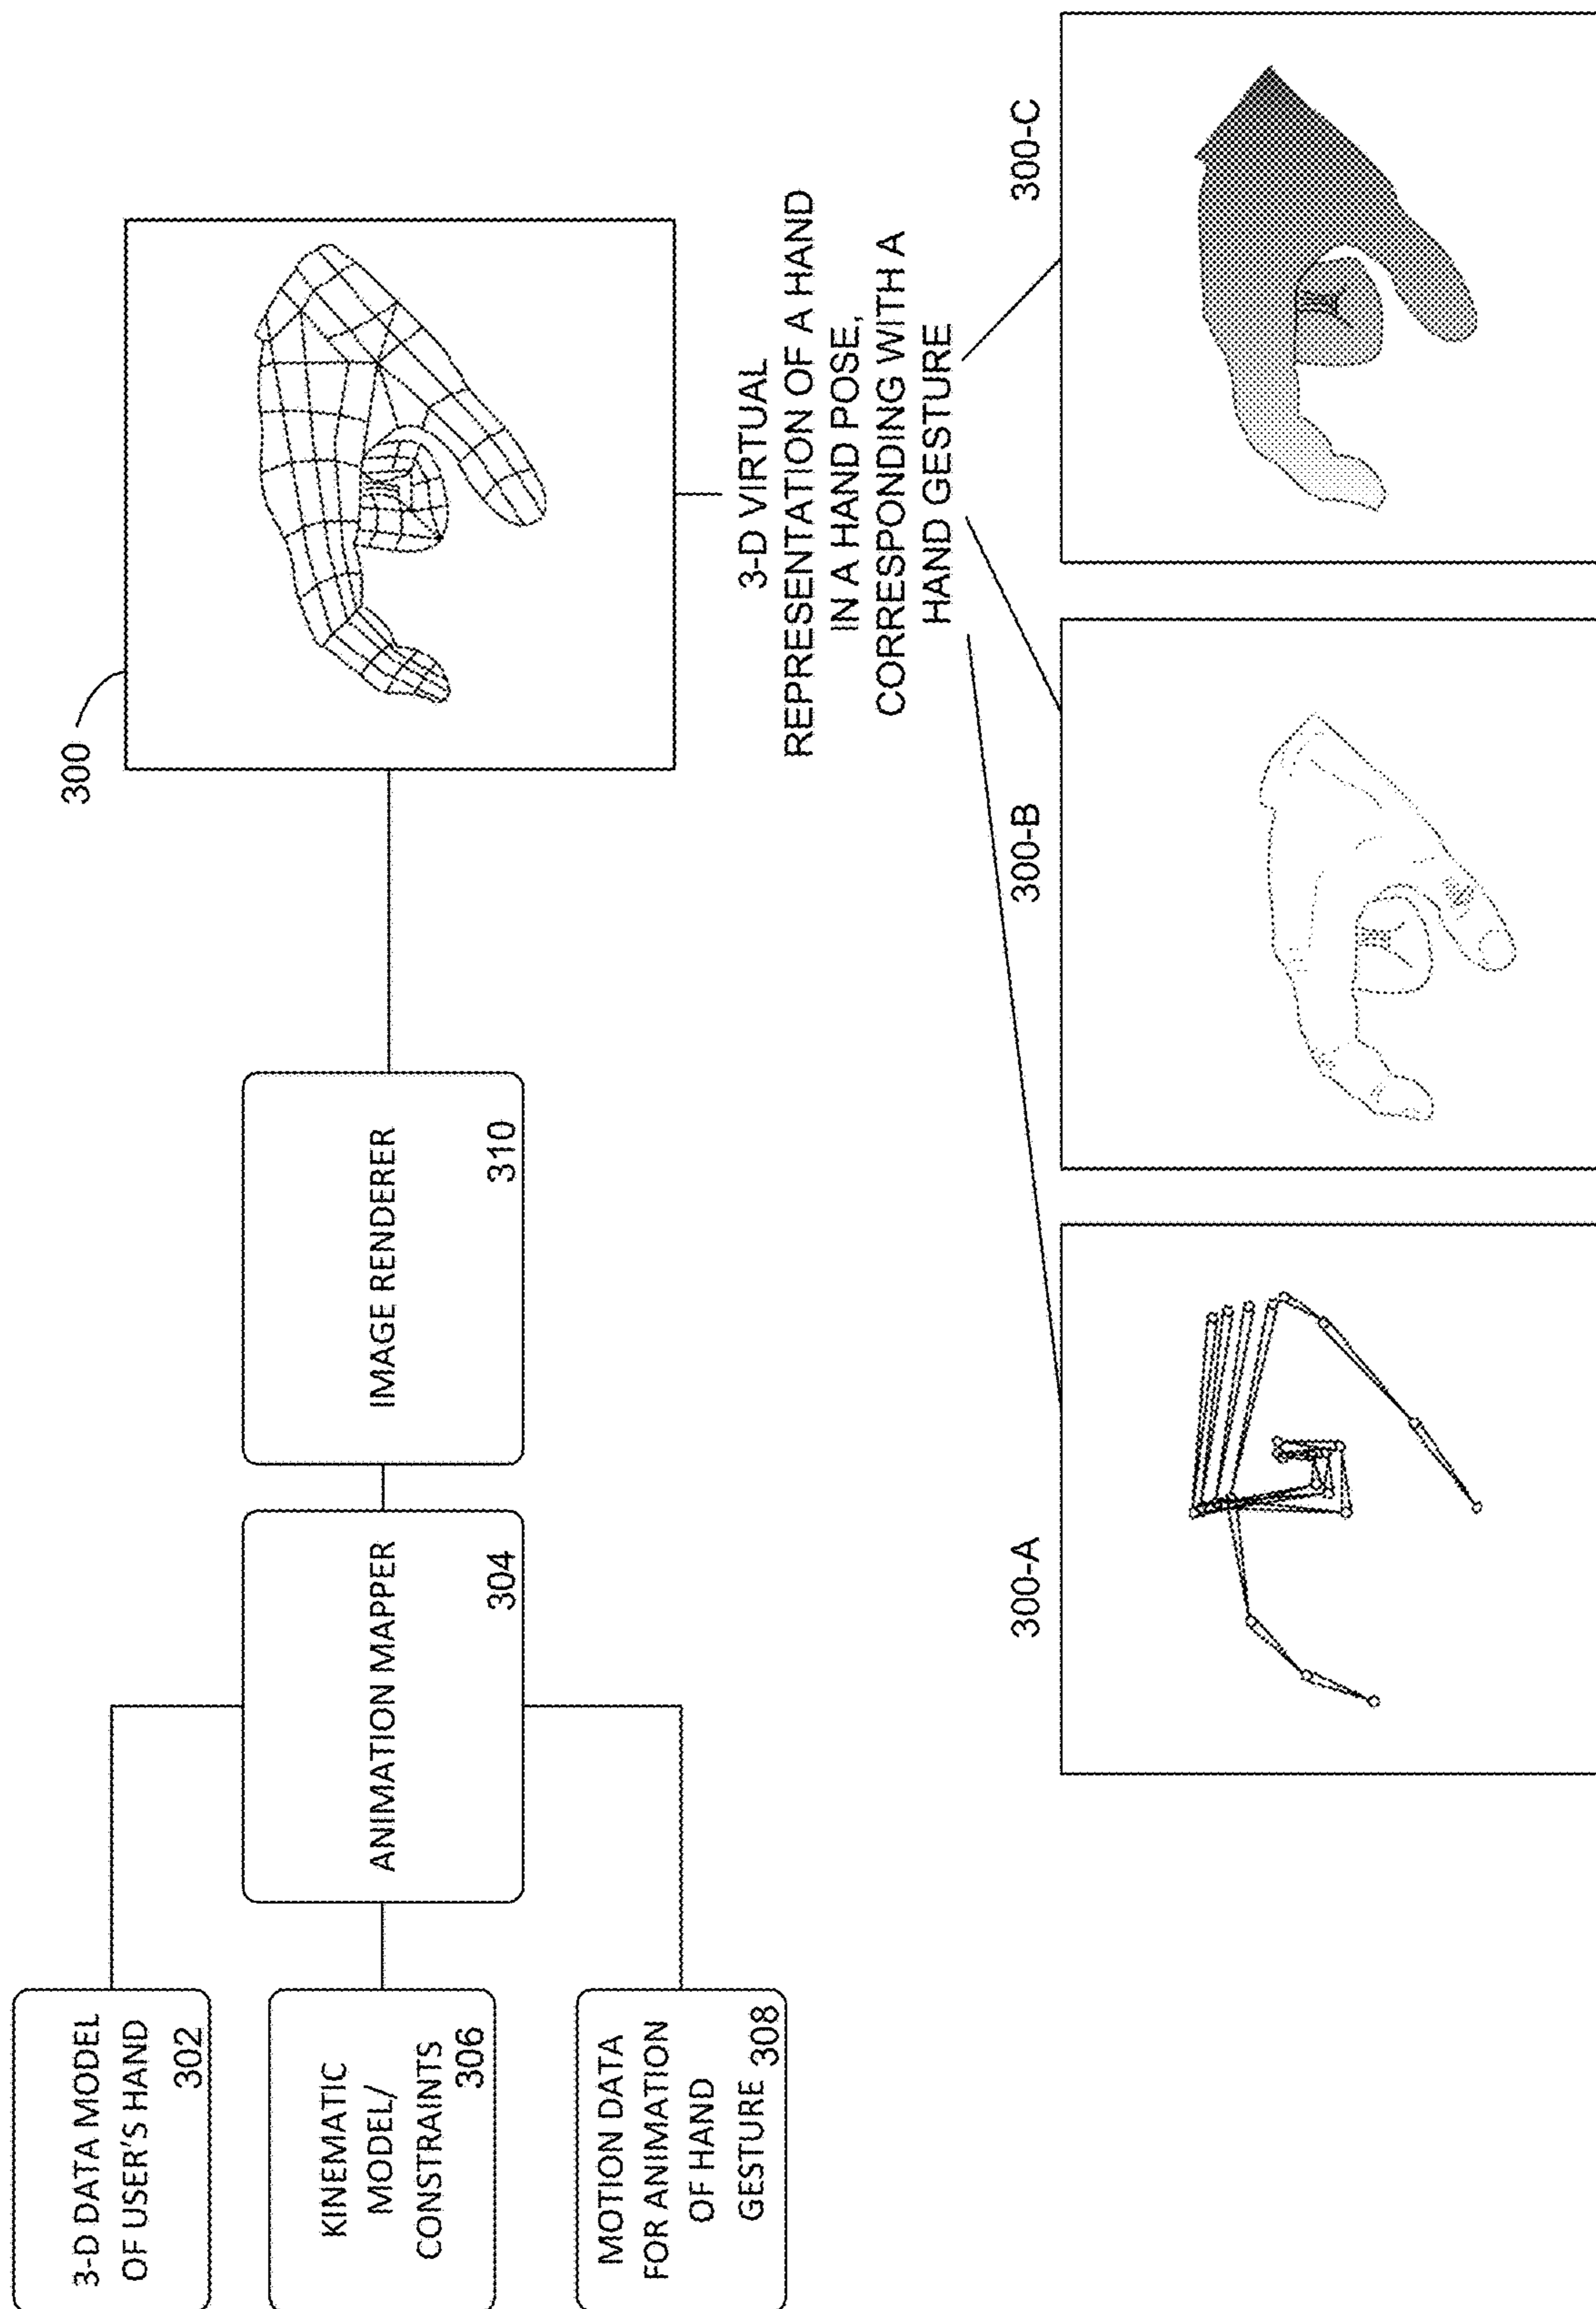 3-D DATA MODEL
OF USER'S HAND
302
KINEMATIC
MODEL/
CONSTRAINTS
306
MOTION DATA
FOR ANIMATION
OF HAND
GESTURE 308
ANIMATION MAPPER
304
IMAGE RENDERER
310
300
3-D VIRTUAL
REPRESENTATION OF A HAND
IN A HAND POSE,
CORRESPONDING WITH A
HAND GESTURE
300-A
300-B
300-C